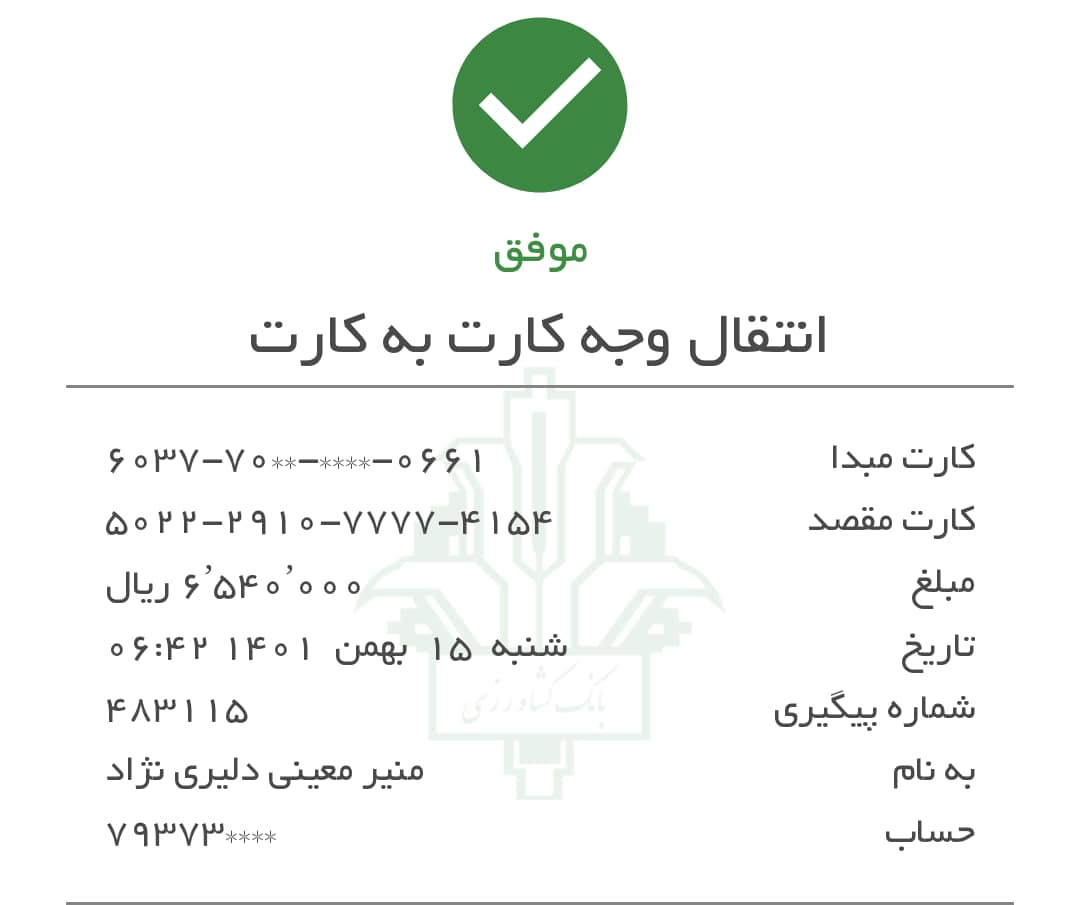 موفق
انتقال وجه کارت به کارت
کارت مبدا ۶۰۳۷-۷۰**-****-۰۶۶۱
کارت مقصد ۵۰۲۲-۲۹۱۰-۷۷۷۷-۴۱۵۴
مبلغ ۶٬۵۴۰٬۰۰۰ ریال
تاریخ شنبه ۱۵ بهمن ۱۴۰۱ ۰۶:۴۲
شماره پیگیری ۴۸۳۱۱۵
به نام منیر معینی دلیری نژاد
حساب ۷۹۳۷۳****
بانک کشاورزی